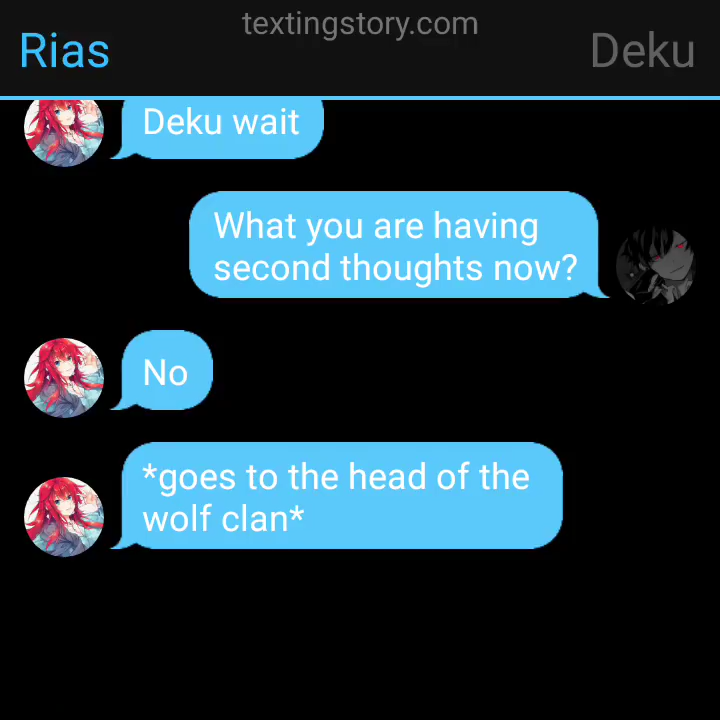 textingstory.com
Rias
Deku
Deku wait
What you are having
second thoughts now?
No
*goes to the head of the
wolf clan*